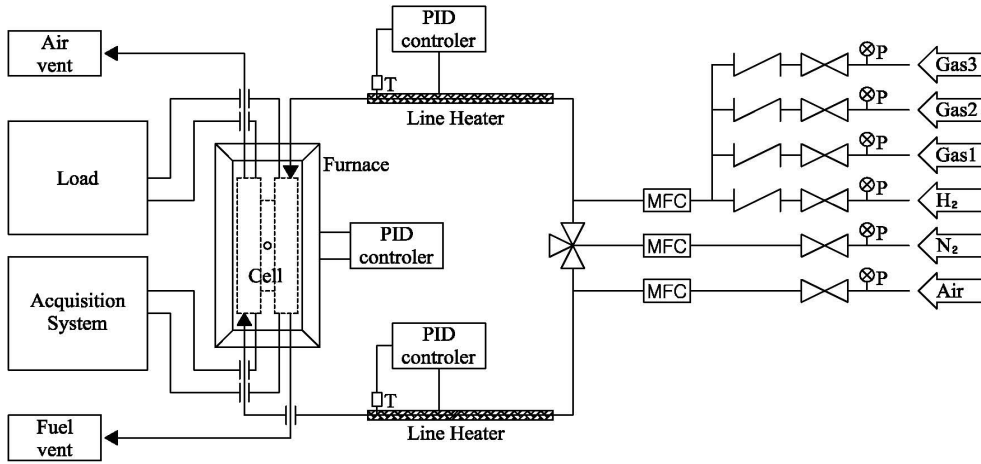 Air
vent
PID
controler
P
Gas3
P
Gas2
P
Gas1
P
H₂
P
N₂
P
Air
T
Line Heater
Load
Furnace
MFC
MFC
MFC
PID
controler
Cell
Acquisition
System
PID
controler
T
Line Heater
Fuel
vent